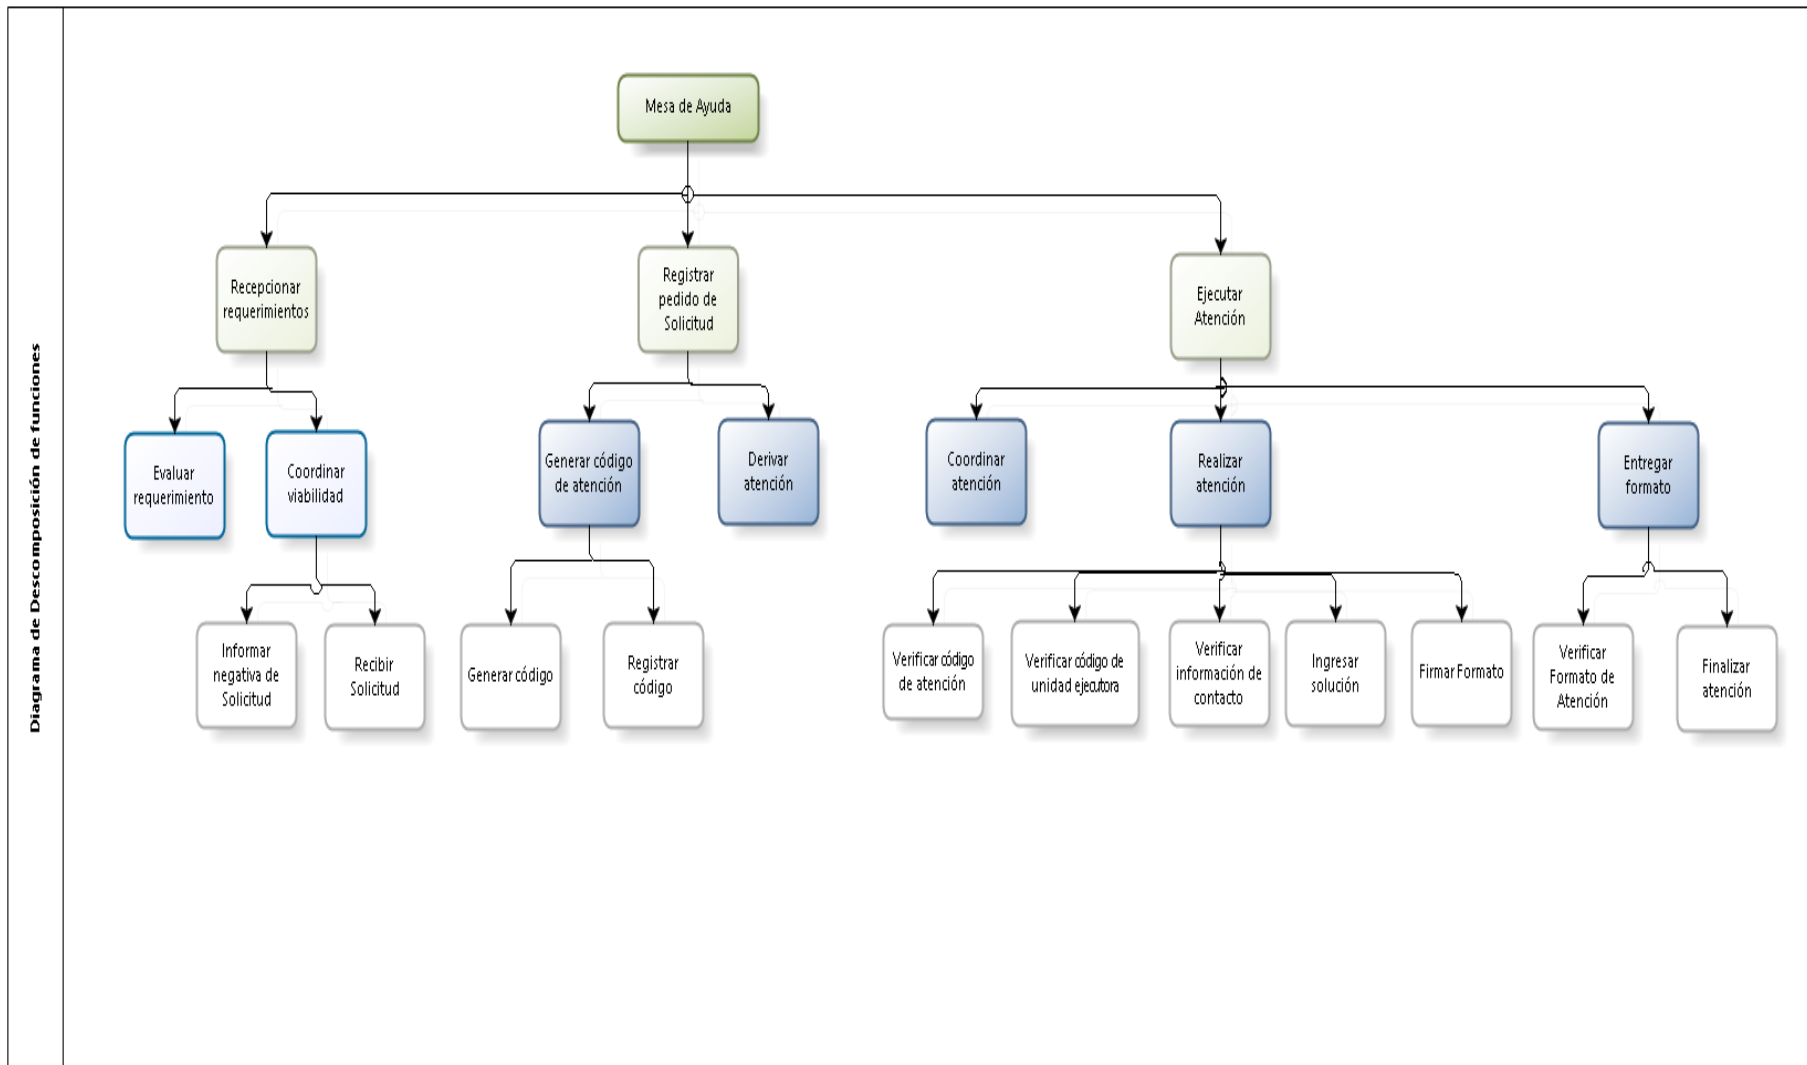 Diagrama de Descomposición de funciones
Mesa de Ayuda
Recepcionar
requerimientos
Registrar
pedido de
Solicitud
Ejecutar
Atención
Evaluar
requerimiento
Coordinar
viabilidad
Generar código
de atención
Derivar
atención
Coordinar
atención
Realizar
atención
Entregar
formato
Informar
negativa de
Solicitud
Recibir
Solicitud
Generar código
Registrar
código
Verificar código
de atención
Verificar código de
unidad ejecutora
Verificar
información de
contacto
Ingresar
solución
Firmar Formato
Verificar
Formato de
Atención
Finalizar
atención